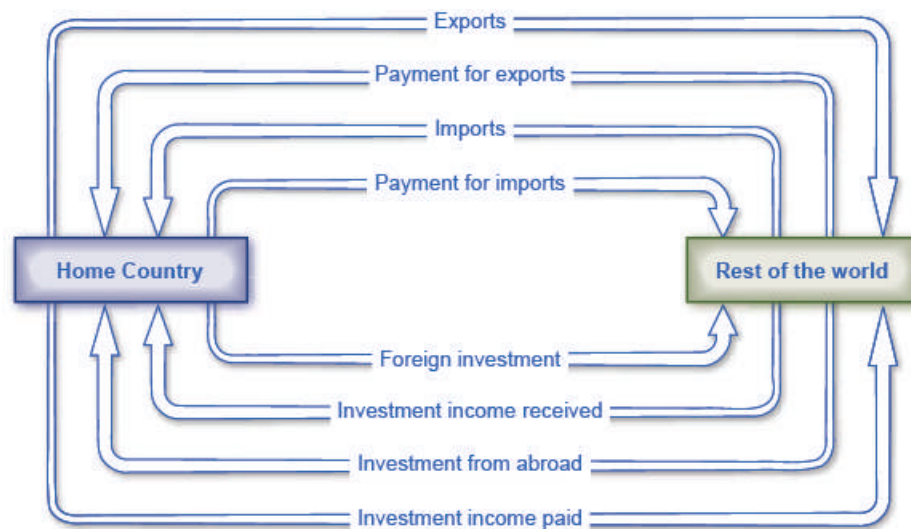 Exports
Payment for exports
Imports
Payment for imports
Home Country
Rest of the world
Foreign investment
Investment income received
Investment from abroad
Investment income paid